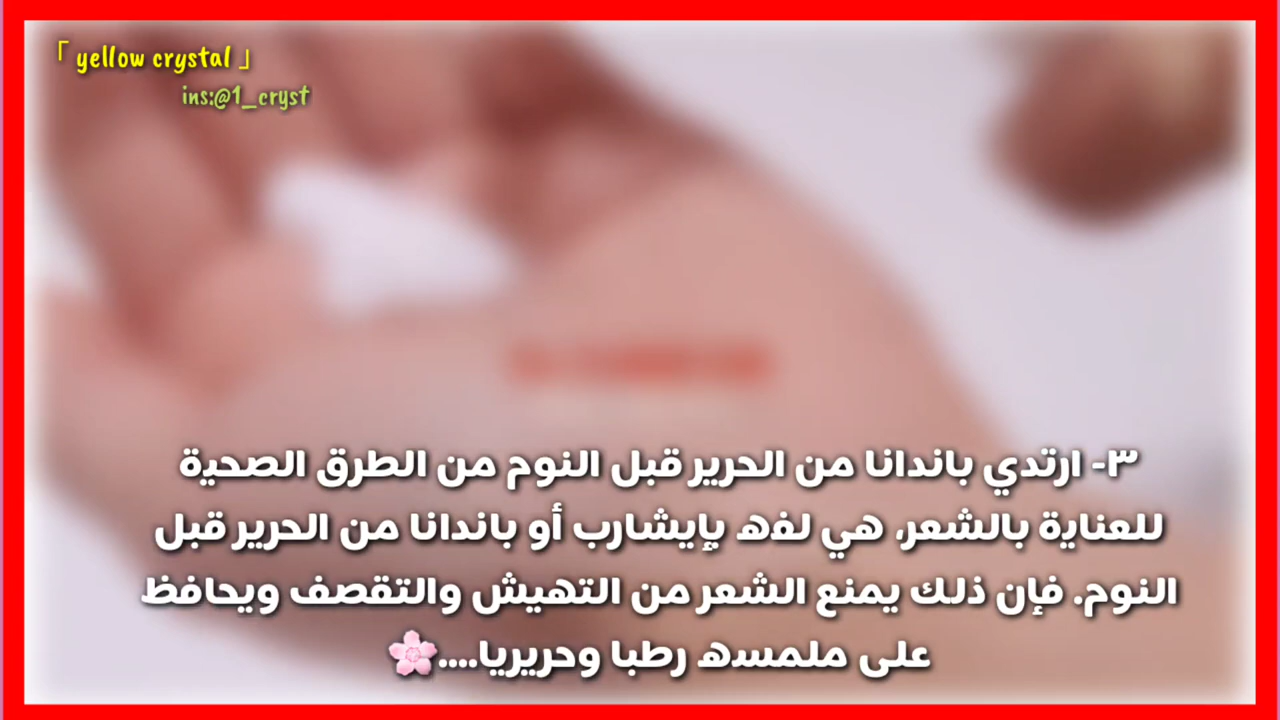 「 yellow crystal 」
ins:@1_cryst
٣- ارتدي باندانا من الحرير قبل النوم من الطرق الصحية
للعناية بالشعر، هي لفه بإيشارب أو باندانا من الحرير قبل
النوم. فإن ذلك يمنع الشعر من التهيش والتقصف ويحافظ
على ملمسه رطبا وحريريا....🌸